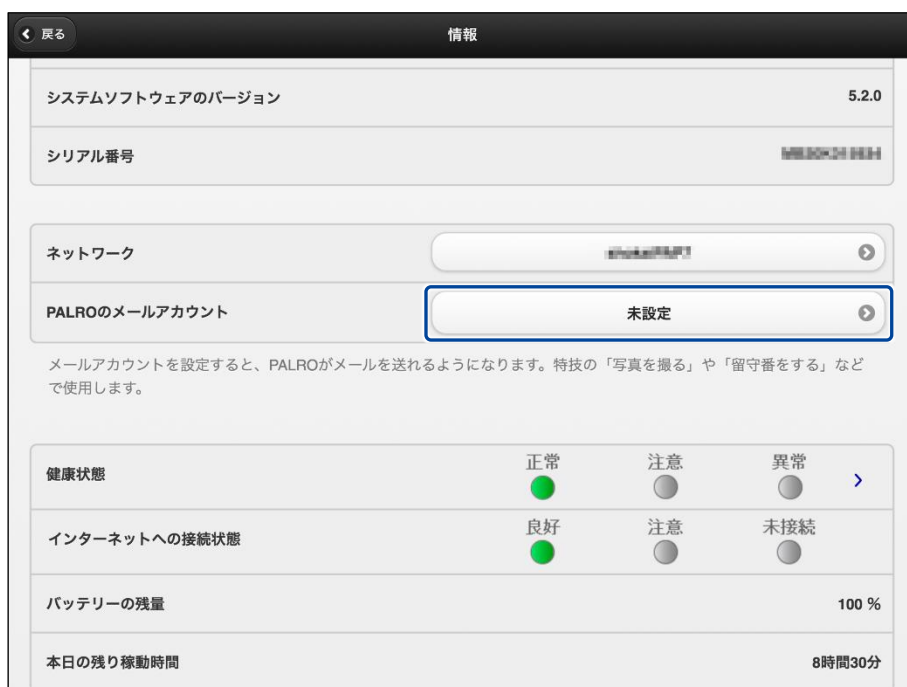 戻る
情報
システムソフトウェアのバージョン 5.2.0
シリアル番号
ネットワーク
PALROのメールアカウント 未設定
メールアカウントを設定すると、PALROがメールを送れるようになります。特技の「写真を撮る」や「留守番をする」など
で使用します。
正常 注意 異常
健康状態
良好 注意 未接続
インターネットへの接続状態
バッテリーの残量 100 %
本日の残り稼動時間 8時間30分